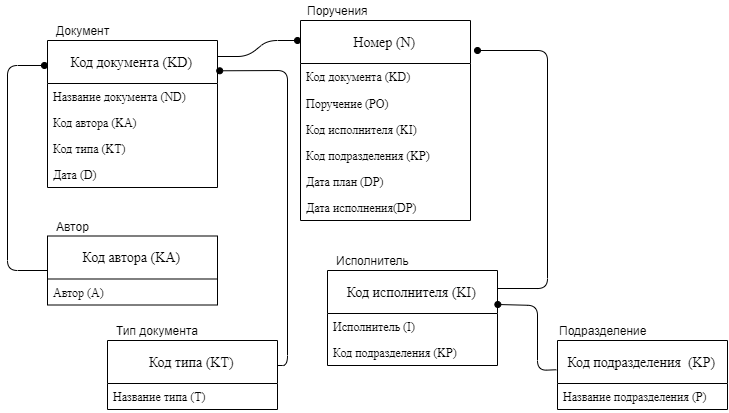 Документ
Код документа (KD)
Название документа (ND)
Код автора (KA)
Код типа (KT)
Дата (D)
Поручения
Номер (N)
Код документа (KD)
Поручение (PO)
Код исполнителя (KI)
Код подразделения (KP)
Дата план (DP)
Дата исполнения(DP)
Автор
Код автора (KA)
Автор (A)
Исполнитель
Код исполнителя (KI)
Исполнитель (I)
Код подразделения (KP)
Тип документа
Код типа (KT)
Название типа (T)
Подразделение
Код подразделения (KP)
Название подразделения (P)